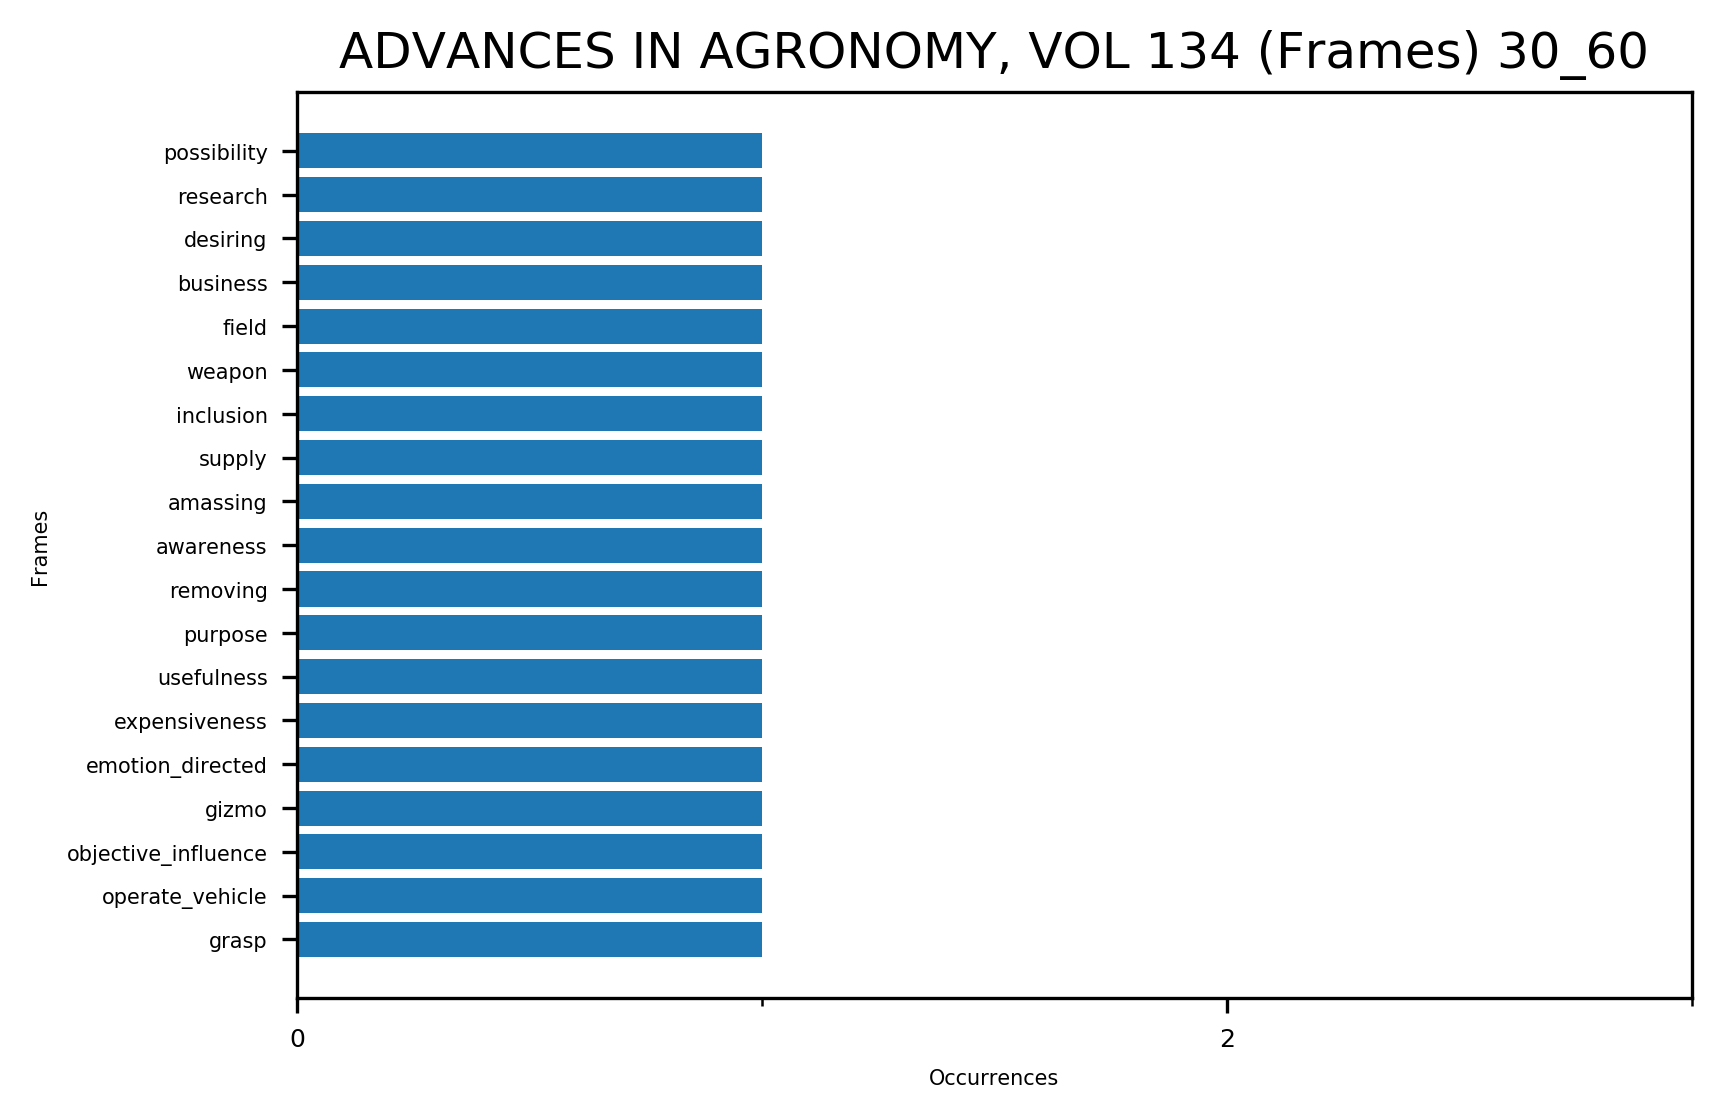 ADVANCES IN AGRONOMY, VOL 134 (Frames) 30_60
possibility
research
desiring
business
field
weapon
inclusion
supply
amassing
awareness
removing
purpose
usefulness
expensiveness
emotion_directed
gizmo
objective_influence
operate_vehicle
grasp
Frames
0
2
Occurrences